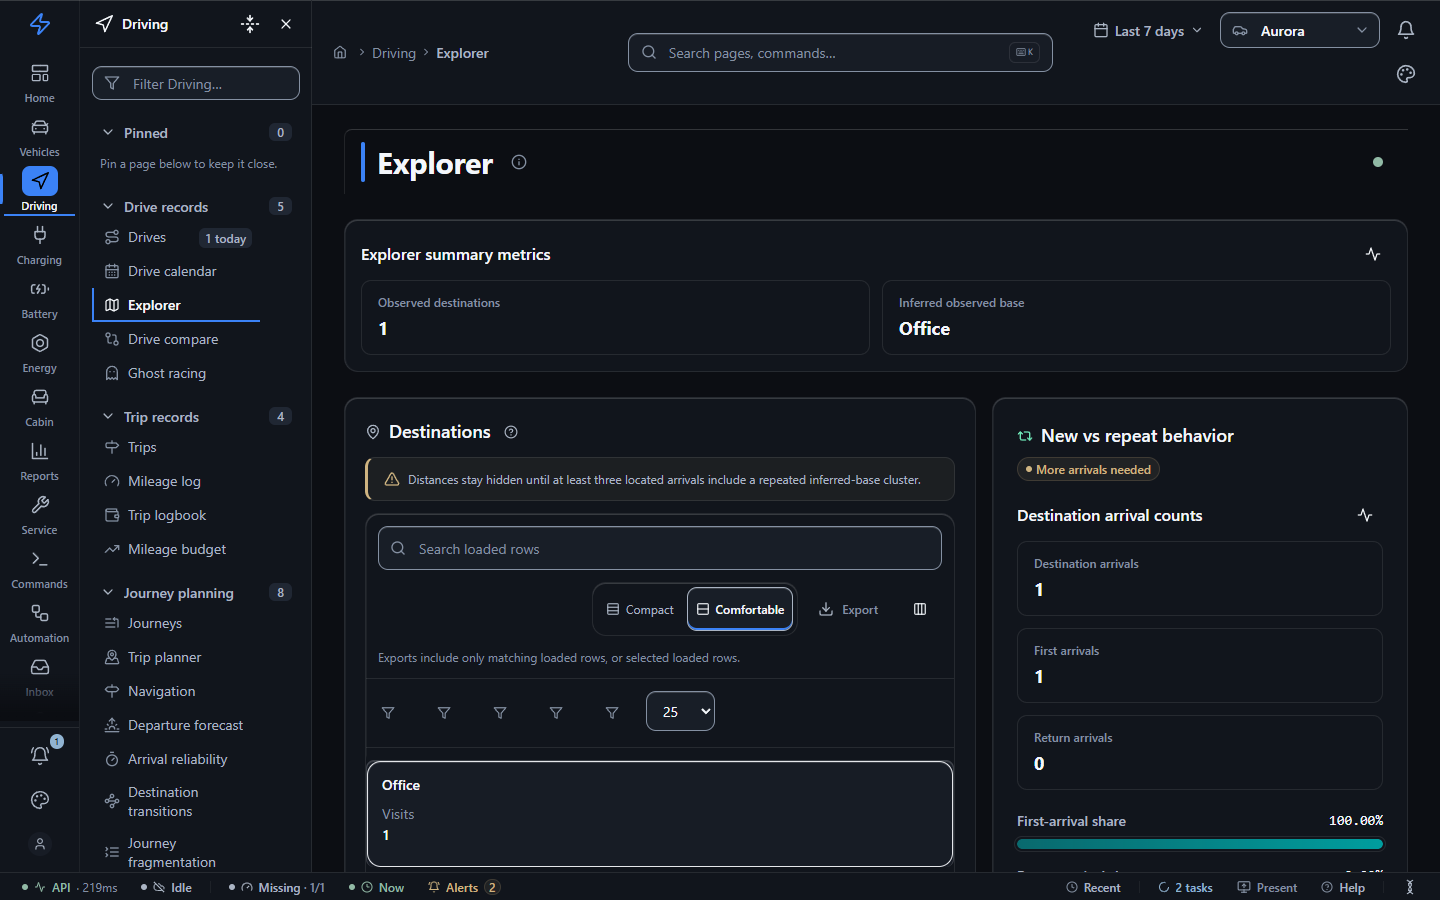 Driving
Filter Driving...
Home
Vehicles
Driving
Charging
Battery
Energy
Cabin
Reports
Service
Commands
Automation
Inbox
1
Pinned 0
Pin a page below to keep it close.
Drive records 5
Drives 1 today
Drive calendar
Explorer
Drive compare
Ghost racing
Trip records 4
Trips
Mileage log
Trip logbook
Mileage budget
Journey planning 8
Journeys
Trip planner
Navigation
Departure forecast
Arrival reliability
Destination
transitions
Journey
fragmentation
Driving Explorer
Search pages, commands... K
Last 7 days
Aurora
Explorer
Explorer summary metrics
Observed destinations
1
Inferred observed base
Office
Destinations
Distances stay hidden until at least three located arrivals include a repeated inferred-base cluster.
Search loaded rows
Compact Comfortable Export
Exports include only matching loaded rows, or selected loaded rows.
25
Office
Visits
1
New vs repeat behavior
More arrivals needed
Destination arrival counts
Destination arrivals
1
First arrivals
1
Return arrivals
0
First-arrival share 100.00%
API · 219ms Idle Missing · 1/1 Now Alerts 2 Recent 2 tasks Present Help